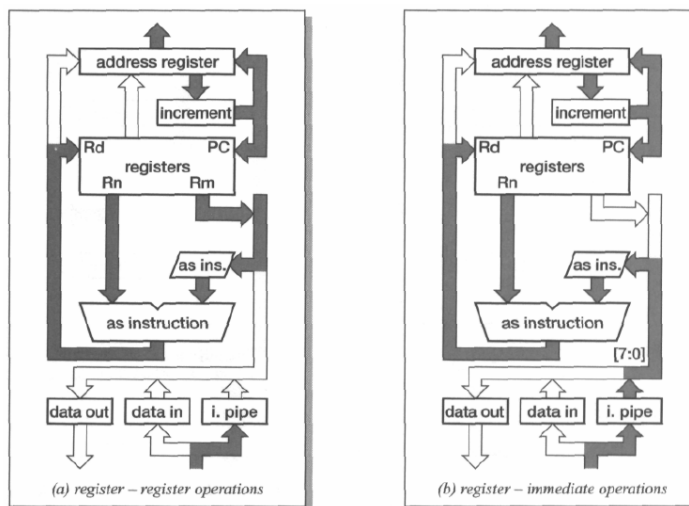 address register
increment
Rd
PC
registers
Rn
Rm
as ins.
as instruction
data out
data in
i. pipe
(a) register – register operations
address register
increment
Rd
PC
registers
Rn
as ins.
as instruction
[7:0]
data out
data in
i. pipe
(b) register – immediate operations